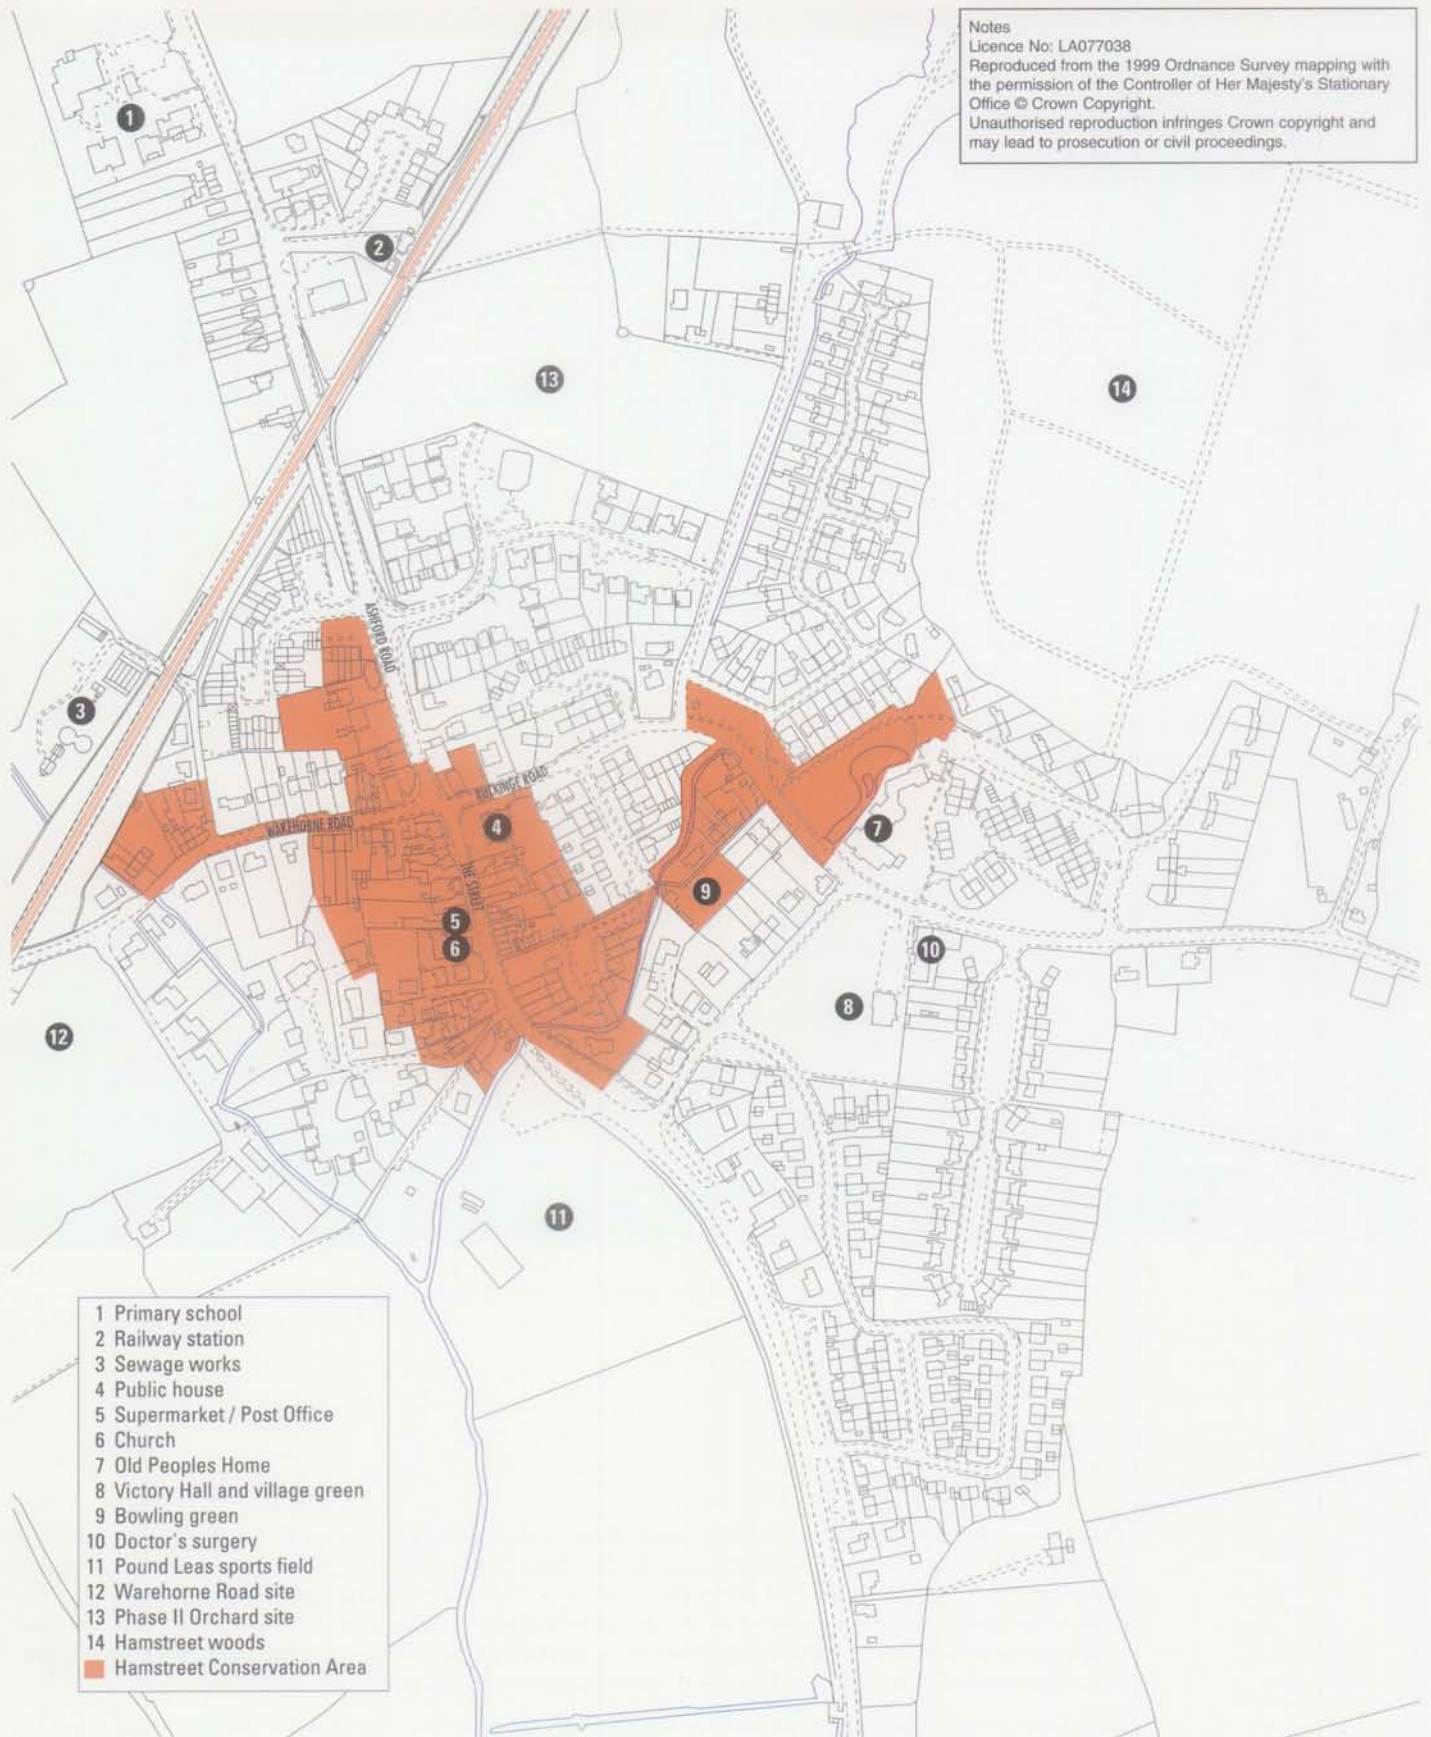 Notes
Licence No: LA077038
Reproduced from the 1999 Ordnance Survey mapping with
the permission of the Controller of Her Majesty's Stationary
Office © Crown Copyright.
Unauthorised reproduction infringes Crown copyright and
may lead to prosecution or civil proceedings.
1
2
13
14
ASHFORD ROAD
3
RUCKINGE ROAD
WAREHORNE ROAD
4
7
THE STREET
9
5
6
10
8
12
11
1 Primary school
2 Railway station
3 Sewage works
4 Public house
5 Supermarket / Post Office
6 Church
7 Old Peoples Home
8 Victory Hall and village green
9 Bowling green
10 Doctor's surgery
11 Pound Leas sports field
12 Warehorne Road site
13 Phase II Orchard site
14 Hamstreet woods
Hamstreet Conservation Area